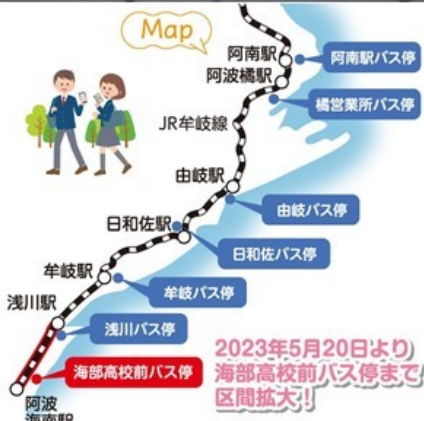 Map
阿南駅
阿南駅バス停
阿波橘駅
橘営業所バス停
JR牟岐線
由岐駅
由岐バス停
日和佐駅
日和佐バス停
牟岐駅
牟岐バス停
浅川駅
浅川バス停
海部高校前バス停
2023年5月20日より
海部高校前バス停まで
区間拡大！
阿波
海南駅